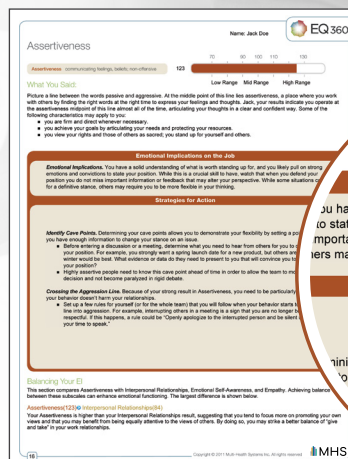 Name: Jack Doe
EQ360
Assertiveness
70 90 100 110 130
Assertiveness communicating feelings, beliefs, non-offensive 123
Low Range Mid Range High Range
What You Said:
Picture a line between the words passive and aggressive. At the middle point of this line lies assertiveness, a place where you work
with others by finding the right words at the right time to express your feelings and thoughts. Jack, your results indicate you operate at
the assertiveness midpoint of this line almost all of the time, articulating your thoughts in a clear and confident way. Some of the
following characteristics may apply to you:
■ you are firm and direct whenever necessary.
■ you achieve your goals by articulating your needs and protecting your resources.
■ you view your rights and those of others as sacred; you stand up for yourself and others.
Emotional Implications on the Job
Emotional Implications. You have a solid understanding of what is worth standing up for, and you likely pull on strong
emotions and convictions to state your position. While this is a crucial skill to have, watch that when you defend your
position you do not miss important information or feedback that may alter your perspective. While some situations
for a definitive stance, others may require you to be more flexible in your thinking.
Strategies for Action
Identify Cave Points. Determining your cave points allows you to demonstrate your flexibility by setting a
you have enough information to change your stance on an issue.
■ Before entering a discussion or a meeting, determine what you need to hear from others for you to
your position. For example, you strongly want a spring launch date for a new product, but others
winter would be best. What evidence or data do they need to present to you that will convince you
your position?
■ Highly assertive people need to know this cave point ahead of time in order to allow the team to
decision and not become paralyzed in rigid debate.
Crossing the Aggression Line. Because of your strong result in Assertiveness, you need to be particularly
your behavior doesn't harm your relationships.
■ Set up a few rules for yourself (or for the whole team) that you will follow when your behavior starts
line into aggression. For example, interrupting others in a meeting is a sign that you are no longer
respectful. If this happens, a rule could be "Openly apologize to the interrupted person and be silent
your time to speak."
ou ha
to stat
mporta
ers ma
Balancing Your EI
This section compares Assertiveness with Interpersonal Relationships, Emotional Self-Awareness, and Empathy. Achieving balance
between these subscales can enhance emotional functioning. The largest difference is shown below.
Assertiveness(123) Interpersonal Relationships(84)
Your Assertiveness is higher than your Interpersonal Relationships result, suggesting that you tend to focus more on promoting your own
views and that you may benefit from being equally attentive to the views of others. By doing so, you may strike a better balance of "give
and take" in your work relationships.
16
Copyright © 2011 Multi-Health Systems Inc. All rights reserved.
MHS